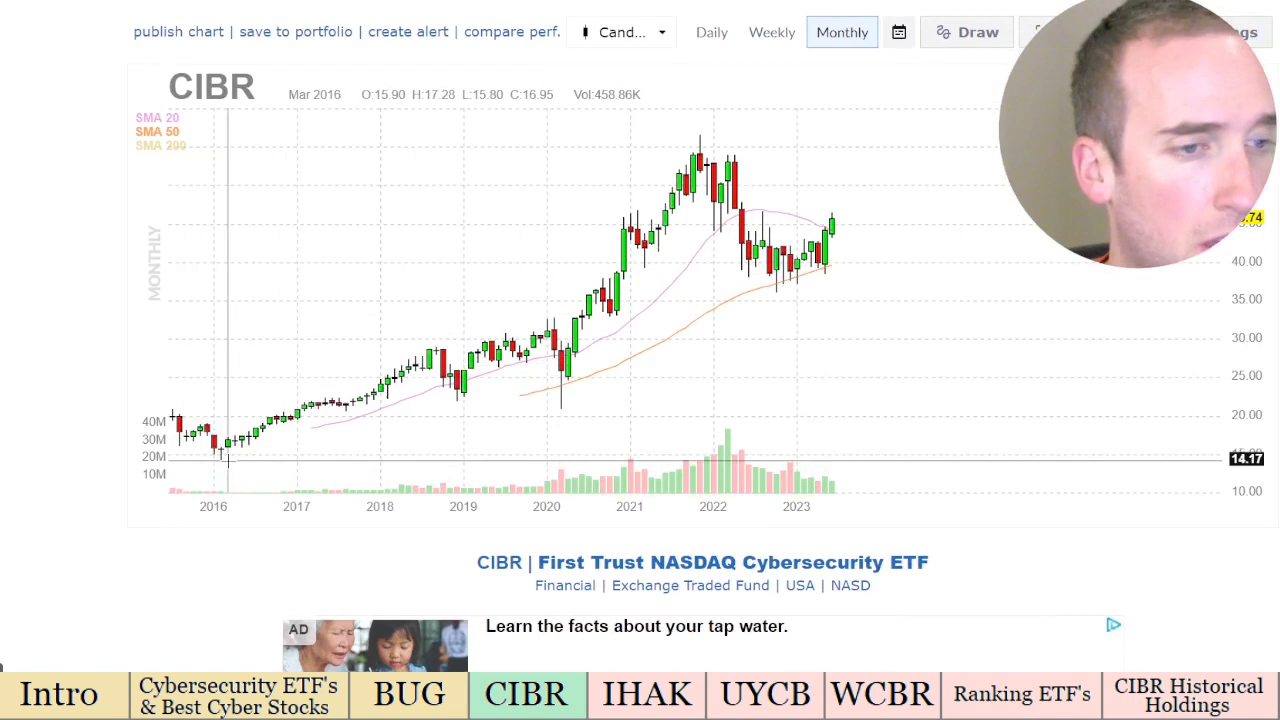 publish chart | save to portfolio | create alert | compare perf.
Cand...
Daily
Weekly
Monthly
Draw
CIBR
Mar 2016 O:15.90 H:17.28 L:15.80 C:16.95 Vol:458.86K
SMA 20
SMA 50
SMA 200
MONTHLY
.74
40.00
35.00
30.00
25.00
20.00
14.17
10.00
40M
30M
20M
10M
2016 2017 2018 2019 2020 2021 2022 2023
CIBR | First Trust NASDAQ Cybersecurity ETF
Financial | Exchange Traded Fund | USA | NASD
AD
Learn the facts about your tap water.
Intro
Cybersecurity ETF's
& Best Cyber Stocks
BUG
CIBR
IHAK
UYCB
WCBR
Ranking ETF's
CIBR Historical
Holdings